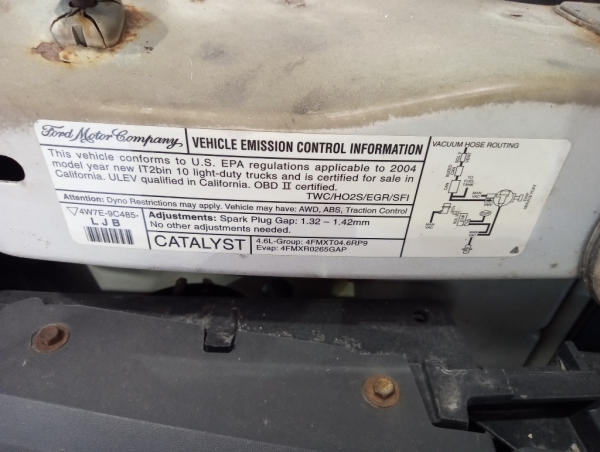 Ford Motor Company
VEHICLE EMISSION CONTROL INFORMATION
This vehicle conforms to U.S. EPA regulations applicable to 2004
model year new IT2bin 10 light-duty trucks and is certified for sale in
California. ULEV qualified in California. OBD II certified.
TWC/HO2S/EGR/SFI
Attention: Dyno Restrictions may apply. Vehicle may have: AWD, ABS, Traction Control
4W7E-9C485-
LJB
Adjustments: Spark Plug Gap: 1.32 - 1.42mm
No other adjustments needed.
CATALYST
4.6L-Group: 4FMXT04.6RP9
Evap: 4FMXR0265GAP
VACUUM HOSE ROUTING